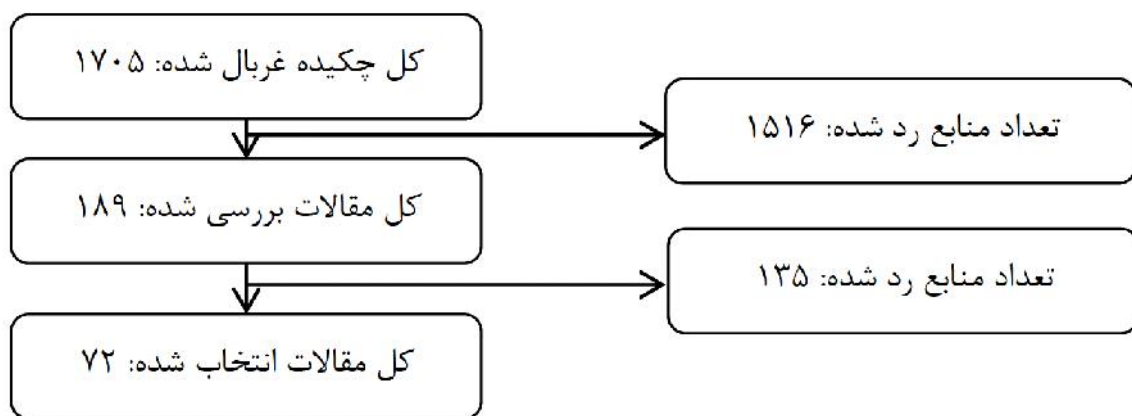 کل چکیده غربال شده: ۱۷۰۵
تعداد منابع رد شده: ۱۵۱۶
کل مقالات بررسی شده: ۱۸۹
تعداد منابع رد شده: ۱۳۵
کل مقالات انتخاب شده: ۷۲